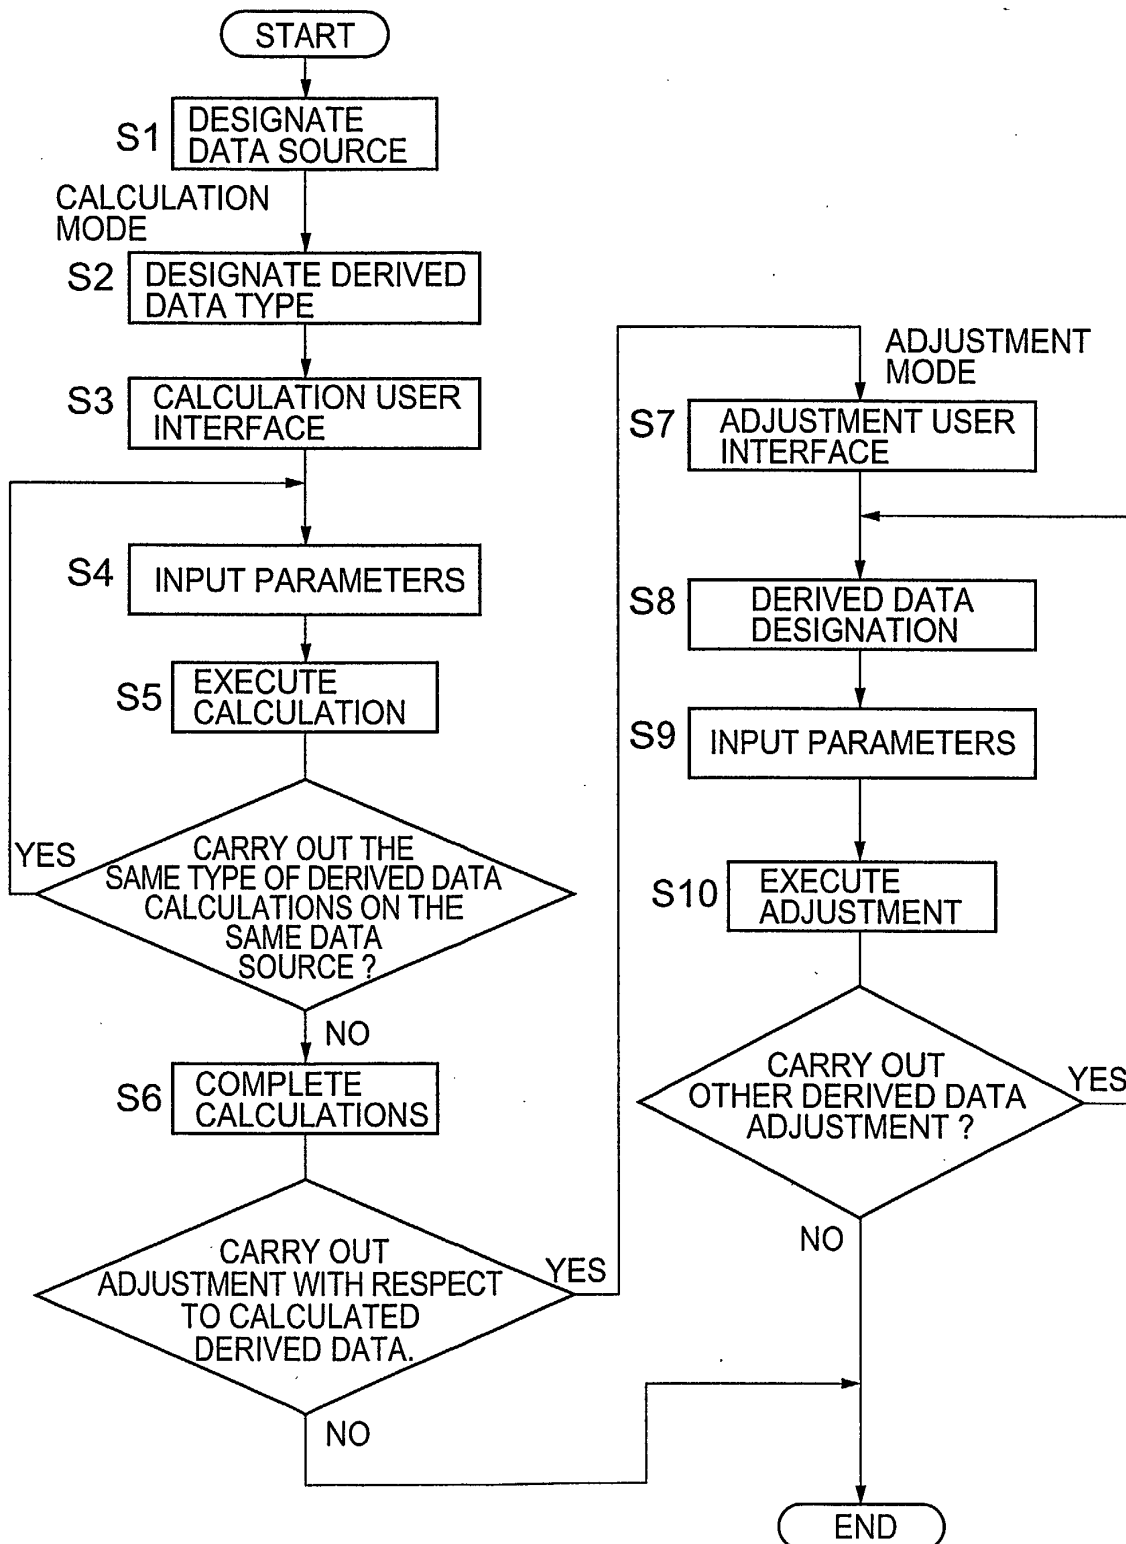 START
S1
DESIGNATE
DATA SOURCE
CALCULATION
MODE
S2
DESIGNATE DERIVED
DATA TYPE
S3
CALCULATION USER
INTERFACE
S4
INPUT PARAMETERS
S5
EXECUTE
CALCULATION
YES
CARRY OUT THE
SAME TYPE OF DERIVED DATA
CALCULATIONS ON THE
SAME DATA
SOURCE ?
NO
S6
COMPLETE
CALCULATIONS
CARRY OUT
ADJUSTMENT WITH RESPECT
TO CALCULATED
DERIVED DATA.
YES
NO
ADJUSTMENT
MODE
S7
ADJUSTMENT USER
INTERFACE
S8
DERIVED DATA
DESIGNATION
S9
INPUT PARAMETERS
S10
EXECUTE
ADJUSTMENT
CARRY OUT
OTHER DERIVED DATA
ADJUSTMENT ?
YES
NO
END